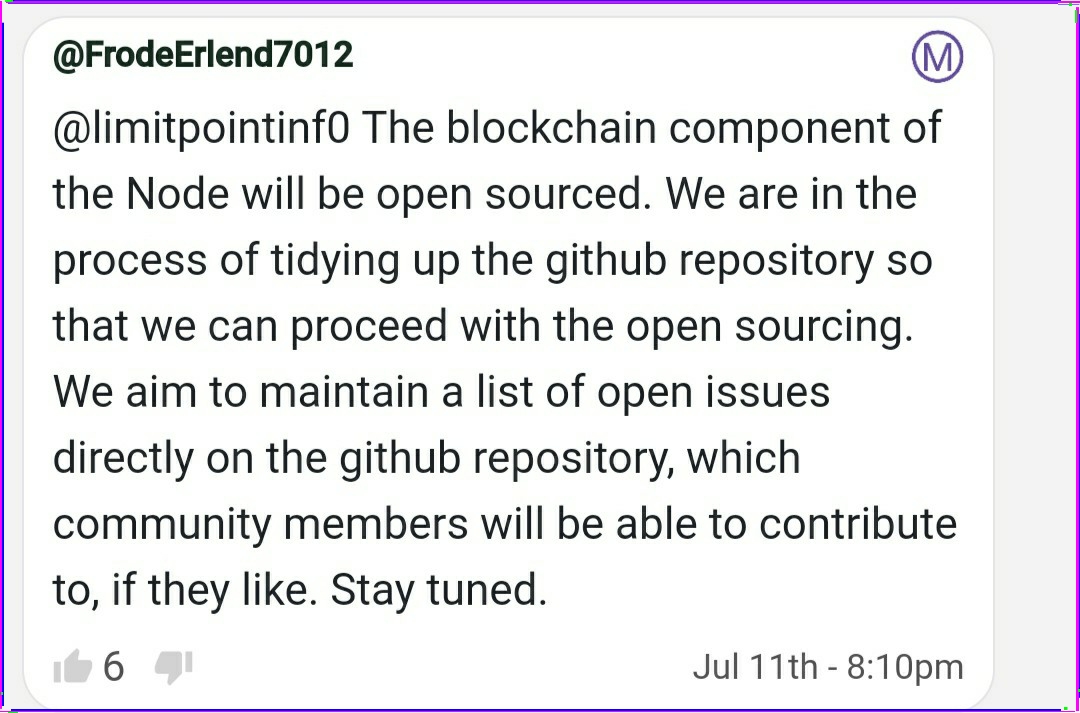 @FrodeErlend7012
M
@limitpointinf0 The blockchain component of
the Node will be open sourced. We are in the
process of tidying up the github repository so
that we can proceed with the open sourcing.
We aim to maintain a list of open issues
directly on the github repository, which
community members will be able to contribute
to, if they like. Stay tuned.
6
Jul 11th - 8:10pm